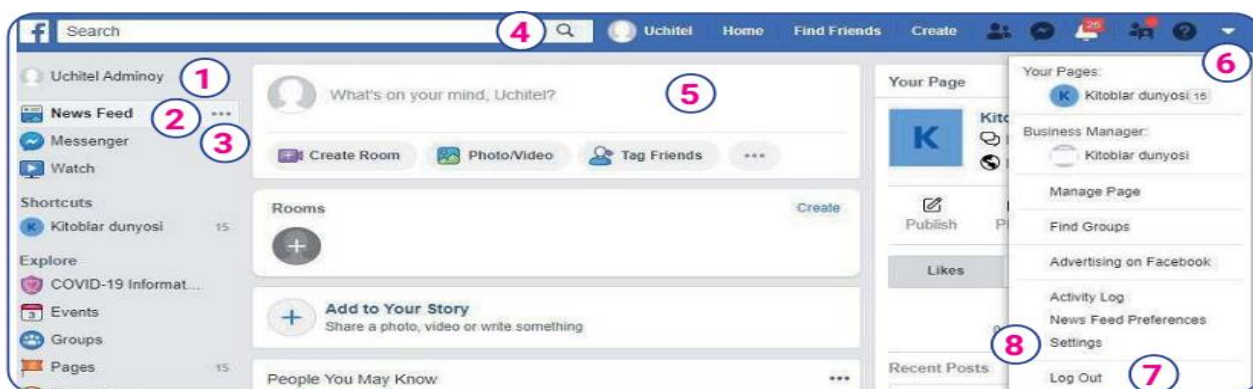 f Search 4 Uchitel Home Find Friends Create 26
6
Uchitel Adminoy 1
News Feed 2 •••
Messenger 3
Watch
Shortcuts
K Kitoblar dunyosi 15
Explore
COVID-19 Informat...
Events
Groups
Pages 15
What's on your mind, Uchitel? 5
Create Room Photo/Video Tag Friends •••
Rooms Create
Add to Your Story
Share a photo, video or write something
People You May Know •••
Your Page
K
Publish
Likes
Recent Posts
Your Pages:
K Kitoblar dunyosi 15
Business Manager:
Kitoblar dunyosi
Manage Page
Find Groups
Advertising on Facebook
Activity Log
News Feed Preferences
8 Settings
Log Out 7